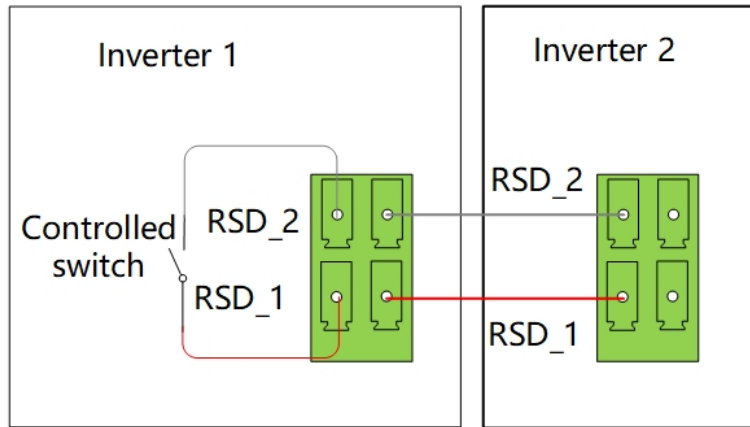 Inverter 1
Inverter 2
RSD_2
RSD_2
Controlled
switch
RSD_1
RSD_1